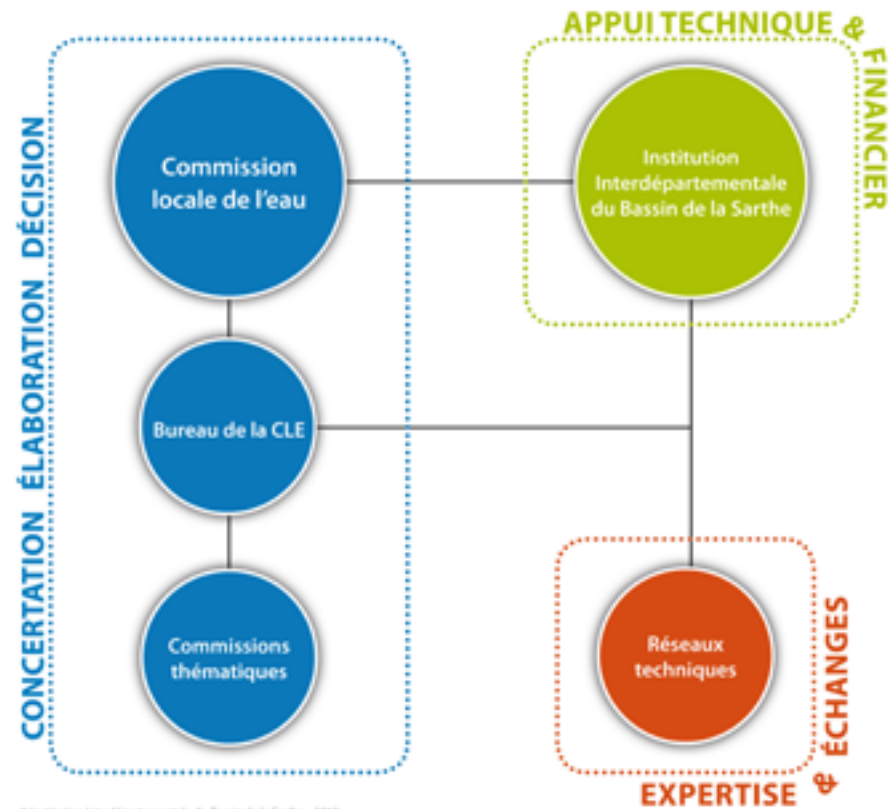 APPUI TECHNIQUE & FINANCIER
CONCERTATION ÉLABORATION DÉCISION
Commission
locale de l'eau
Institution
Interdépartementale
du Bassin de la Sarthe
Bureau de la CLE
Commissions
thématiques
Réseaux
techniques
EXPERTISE & ÉCHANGES